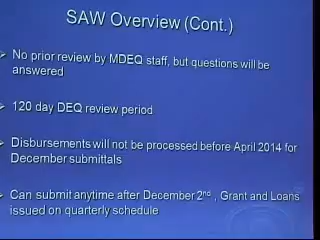 SAW Overview (Cont.)
No prior review by MDEQ staff, but questions will be
answered
120 day DEQ review period
Disbursements will not be processed before April 2014 for
December submittals
Can submit anytime after December 2nd , Grant and Loans
issued on quarterly schedule